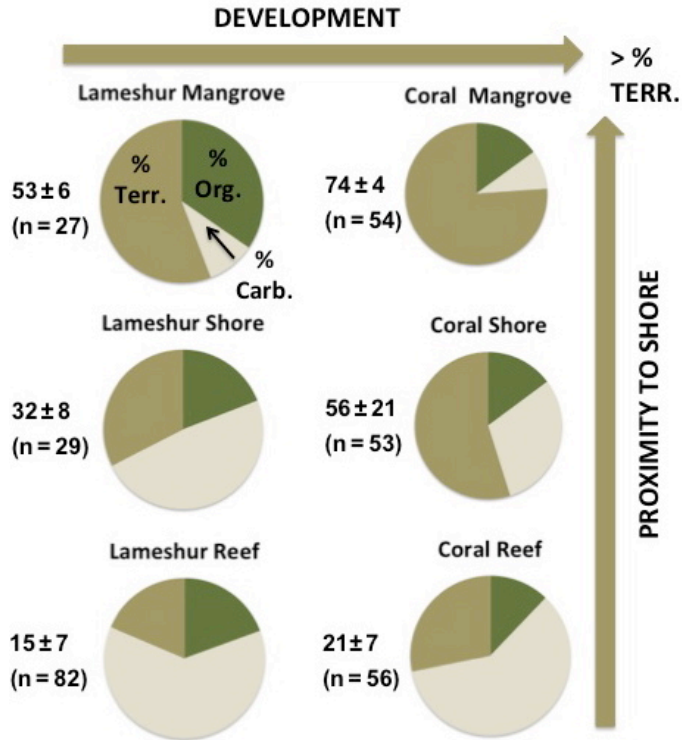 DEVELOPMENT
> %
TERR.
Lameshur Mangrove
Coral Mangrove
%
Terr.
%
Org.
%
Carb.
53 ± 6
(n = 27)
74 ± 4
(n = 54)
Lameshur Shore
Coral Shore
32 ± 8
(n = 29)
56 ± 21
(n = 53)
Lameshur Reef
Coral Reef
15 ± 7
(n = 82)
21 ± 7
(n = 56)
PROXIMITY TO SHORE